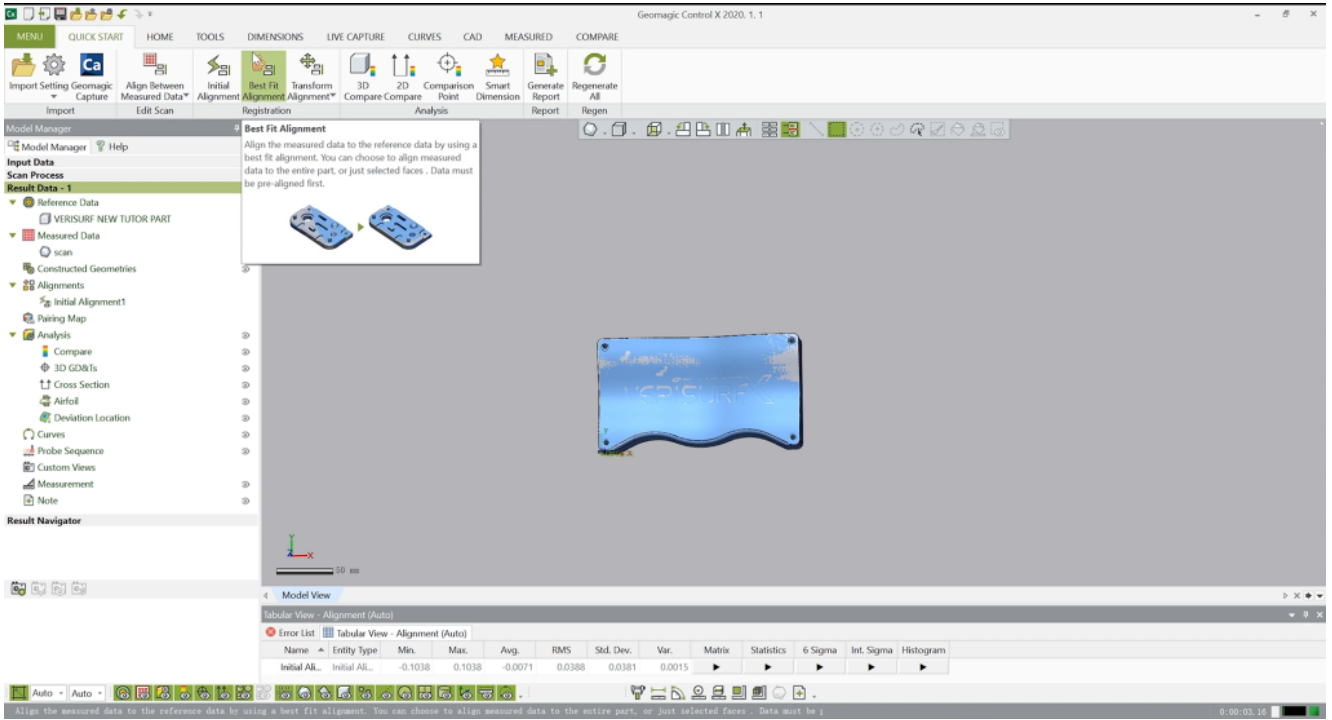 Geomagic Control X 2020. 1. 1
MENU QUICK START HOME TOOLS DIMENSIONS LIVE CAPTURE CURVES CAD MEASURED COMPARE
Import Setting Geomagic Capture
Align Between Measured Data
Initial Alignment
Best Fit Alignment
Transform Alignment
3D Compare
2D Compare
Comparison Point
Smart Dimension
Generate Report
Regenerate All
Import Edit Scan Registration Analysis Report Regen
Model Manager
Model Manager Help
Input Data
Scan Process
Result Data - 1
Reference Data
VERISURF NEW TUTOR PART
Measured Data
scan
Constructed Geometries
Alignments
Initial Alignment1
Pairing Map
Analysis
Compare
3D GD&Ts
Cross Section
Airfoil
Deviation Location
Curves
Probe Sequence
Custom Views
Measurement
Note
Result Navigator
Best Fit Alignment
Align the measured data to the reference data by using a
best fit alignment. You can choose to align measured
data to the entire part, or just selected faces . Data must
be pre-aligned first.
Y
X
50 mm
Model View
Tabular View - Alignment (Auto)
Error List Tabular View - Alignment (Auto)
Name Entity Type Min. Max. Avg. RMS Std. Dev. Var. Matrix Statistics 6 Sigma Int. Sigma Histogram
Initial Ali... Initial Ali... -0.1038 0.1038 -0.0071 0.0388 0.0381 0.0015
Auto Auto
Align the measured data to the reference data by using a best fit alignment. You can choose to align measured data to the entire part, or just selected faces . Data must be p
0:00:03.16